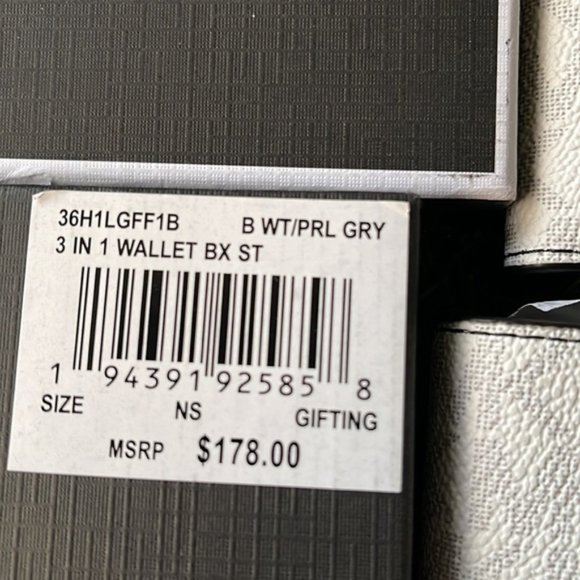 36H1LGFF1B B WT/PRL GRY
3 IN 1 WALLET BX ST
1 94391 92585 8
SIZE NS GIFTING
MSRP $178.00